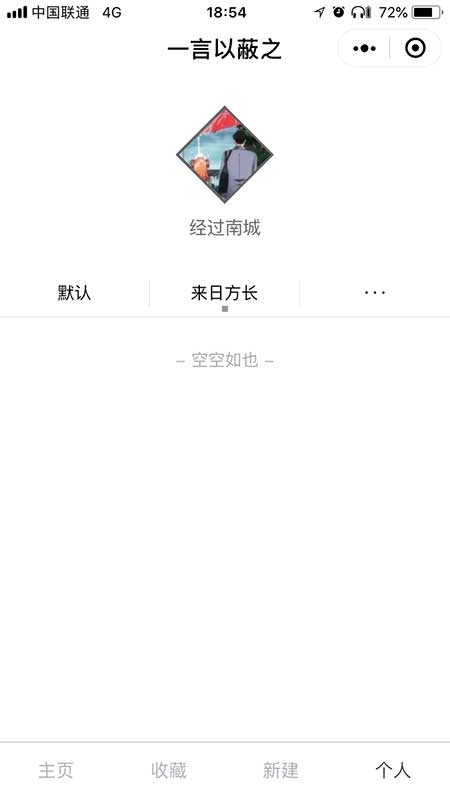 中国联通 4G 18:54 72%
一言以蔽之
经过南城
默认 来日方长 ···
– 空空如也 –
主页 收藏 新建 个人